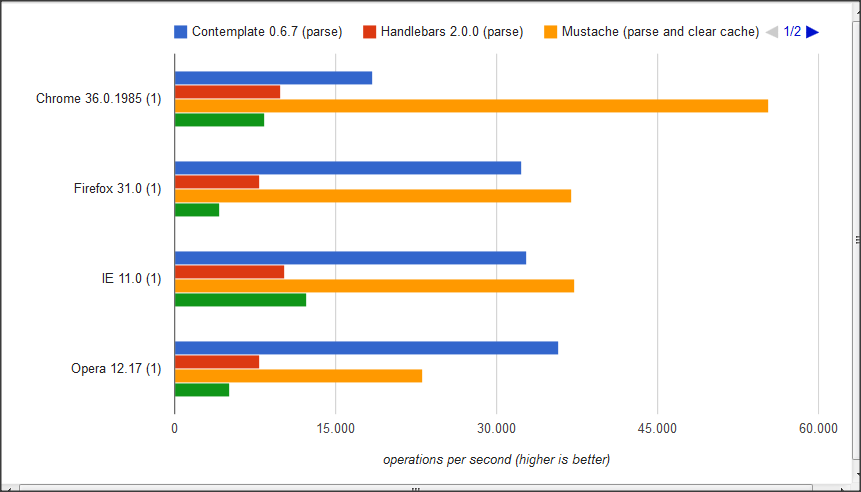 Contemplate 0.6.7 (parse) Handlebars 2.0.0 (parse) Mustache (parse and clear cache) 1/2
Chrome 36.0.1985 (1)
Firefox 31.0 (1)
IE 11.0 (1)
Opera 12.17 (1)
0 15.000 30.000 45.000 60.000
operations per second (higher is better)